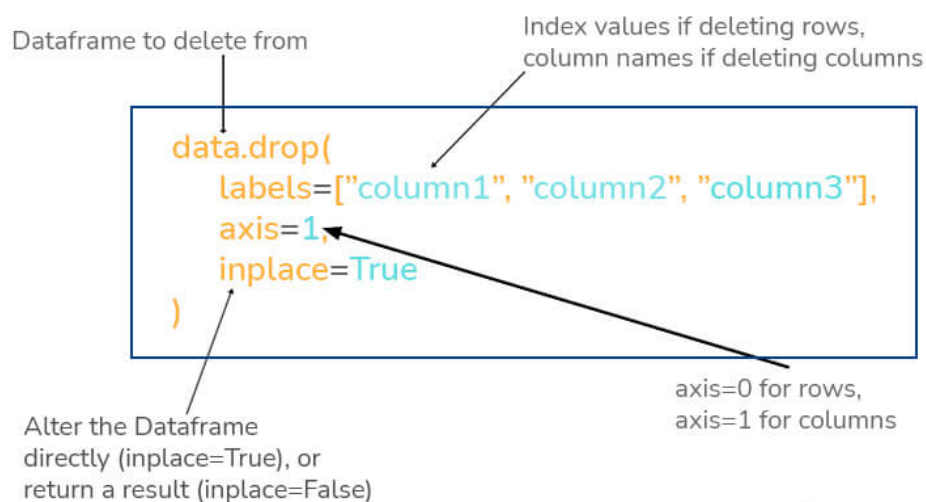 Dataframe to delete from
Index values if deleting rows,
column names if deleting columns
data.drop(
labels=["column1", "column2", "column3"],
axis=1,
inplace=True
)
axis=0 for rows,
axis=1 for columns
Alter the Dataframe
directly (inplace=True), or
return a result (inplace=False)